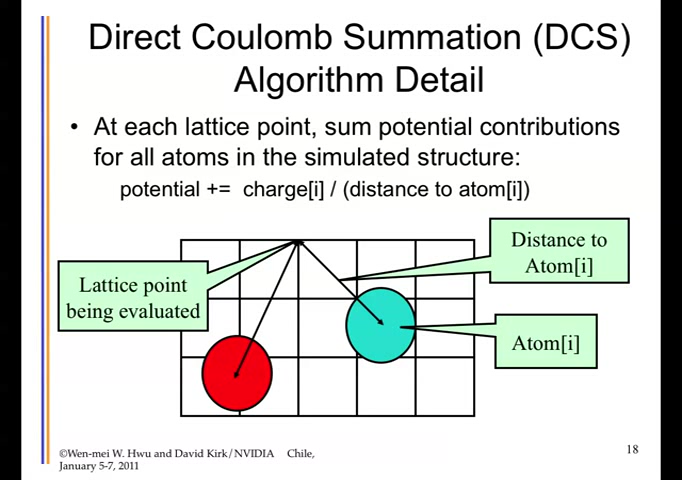 Direct Coulomb Summation (DCS)
Algorithm Detail
• At each lattice point, sum potential contributions
for all atoms in the simulated structure:
potential += charge[i] / (distance to atom[i])
Distance to
Atom[i]
Lattice point
being evaluated
Atom[i]
©Wen-mei W. Hwu and David Kirk/NVIDIA Chile,
January 5-7, 2011
18